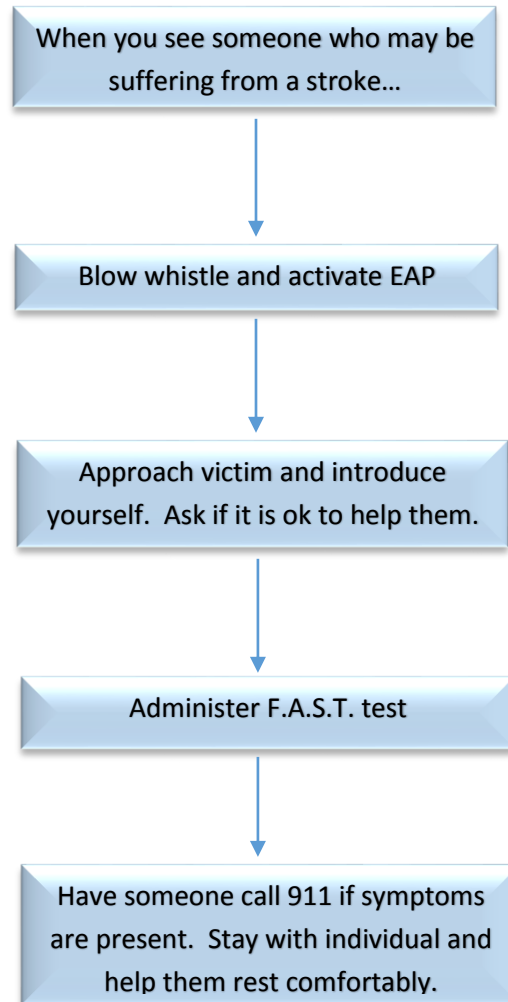 When you see someone who may be
suffering from a stroke…
Blow whistle and activate EAP
Approach victim and introduce
yourself.  Ask if it is ok to help them.
Administer F.A.S.T. test
Have someone call 911 if symptoms
are present.  Stay with individual and
help them rest comfortably.